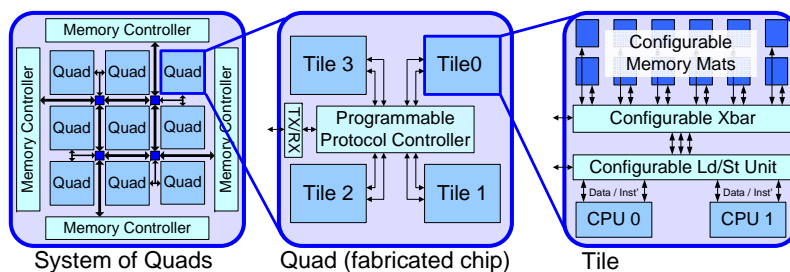 Memory Controller
Memory Controller
Quad Quad Quad
Quad Quad Quad
Quad Quad Quad
Memory Controller
Memory Controller
System of Quads
Tile 3
Tile0
TX/RX
Programmable
Protocol Controller
Tile 2
Tile 1
Quad (fabricated chip)
Configurable
Memory Mats
Configurable Xbar
Configurable Ld/St Unit
Data / Inst'
Data / Inst'
CPU 0
CPU 1
Tile